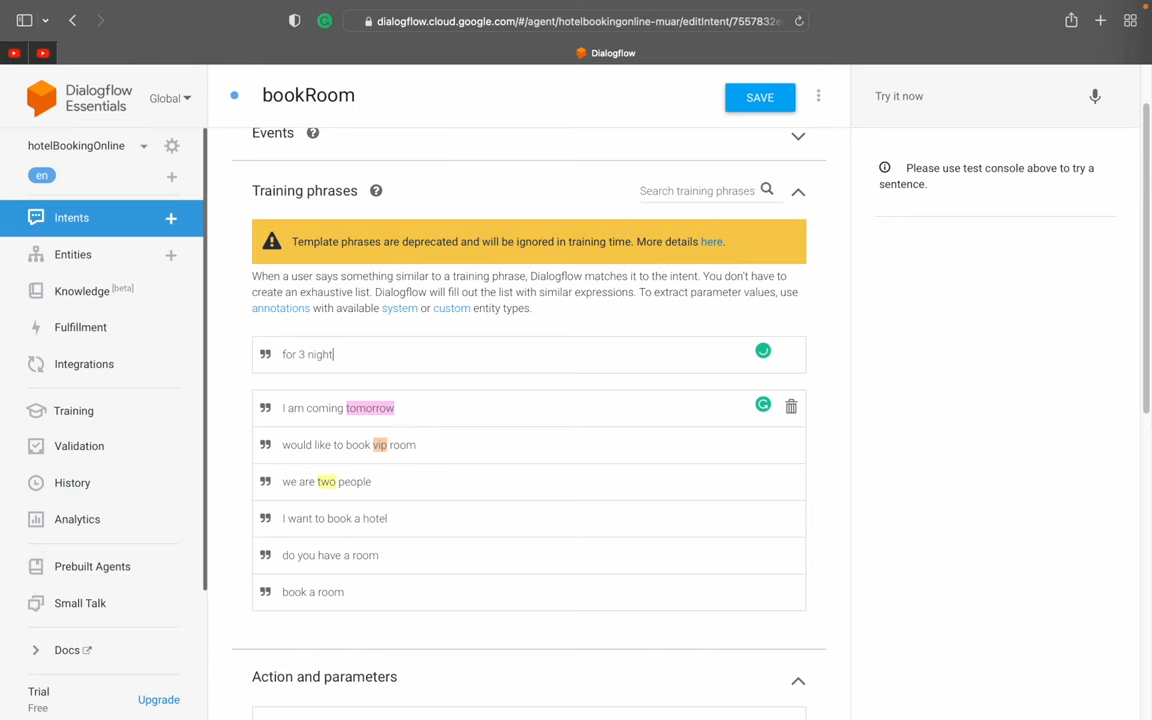 dialogflow.cloud.google.com/#/agent/hotelbookingonline-muar/editIntent/7557832e-
Dialogflow
Dialogflow
Essentials
Global
bookRoom
SAVE
Try it now
hotelBookingOnline
en
Please use test console above to try a
sentence.
Intents
Entities
Knowledge [beta]
Fulfillment
Integrations
Training
Validation
History
Analytics
Prebuilt Agents
Small Talk
Docs
Trial
Free
Upgrade
Events
Training phrases
Search training phrases
Template phrases are deprecated and will be ignored in training time. More details here.
When a user says something similar to a training phrase, Dialogflow matches it to the intent. You don't have to
create an exhaustive list. Dialogflow will fill out the list with similar expressions. To extract parameter values, use
annotations with available system or custom entity types.
for 3 night
I am coming tomorrow
would like to book vip room
we are two people
I want to book a hotel
do you have a room
book a room
Action and parameters